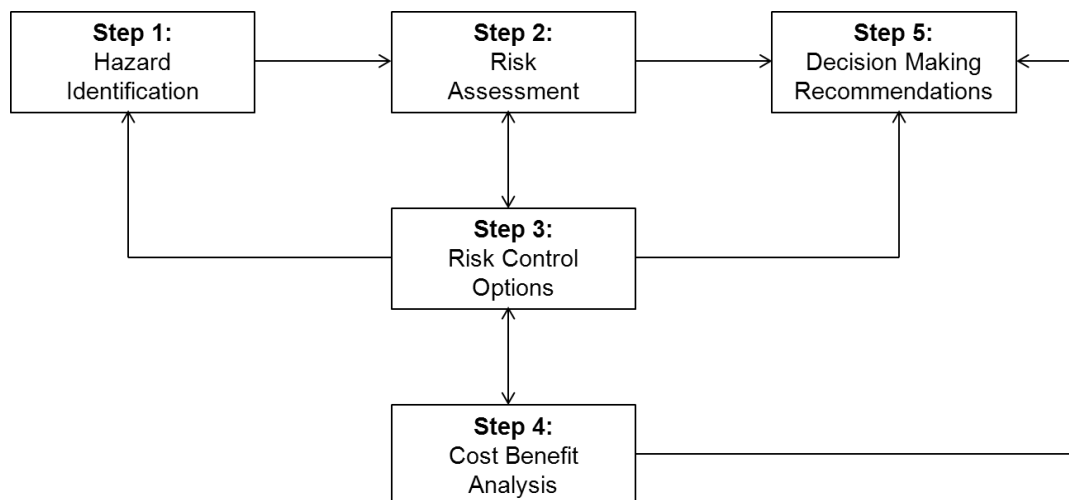 Step 1:
Hazard
Identification
Step 2:
Risk
Assessment
Step 5:
Decision Making
Recommendations
Step 3:
Risk Control
Options
Step 4:
Cost Benefit
Analysis